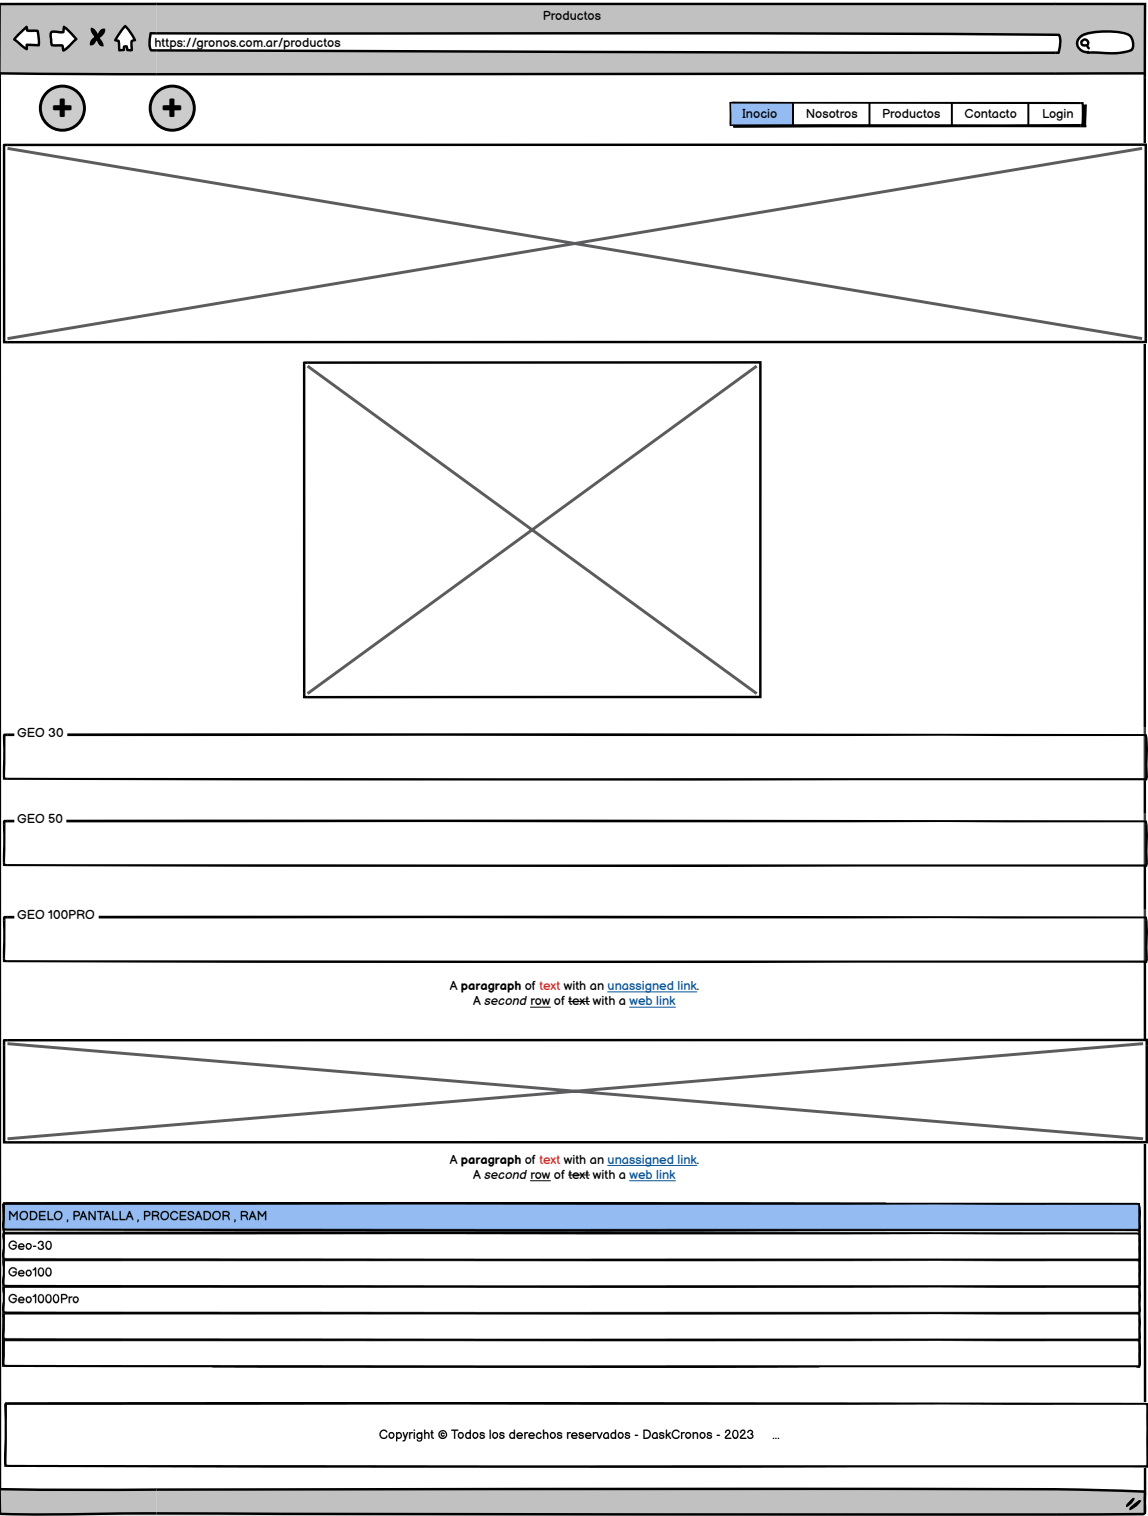 Productos
https://gronos.com.ar/productos
Inocio Nosotros Productos Contacto Login
GEO 30
GEO 50
GEO 100PRO
A paragraph of text with an unassigned link.
A second row of text with a web link
A paragraph of text with an unassigned link.
A second row of text with a web link
MODELO , PANTALLA , PROCESADOR , RAM
Geo-30
Geo100
Geo1000Pro
Copyright © Todos los derechos reservados - DaskCronos - 2023 ...